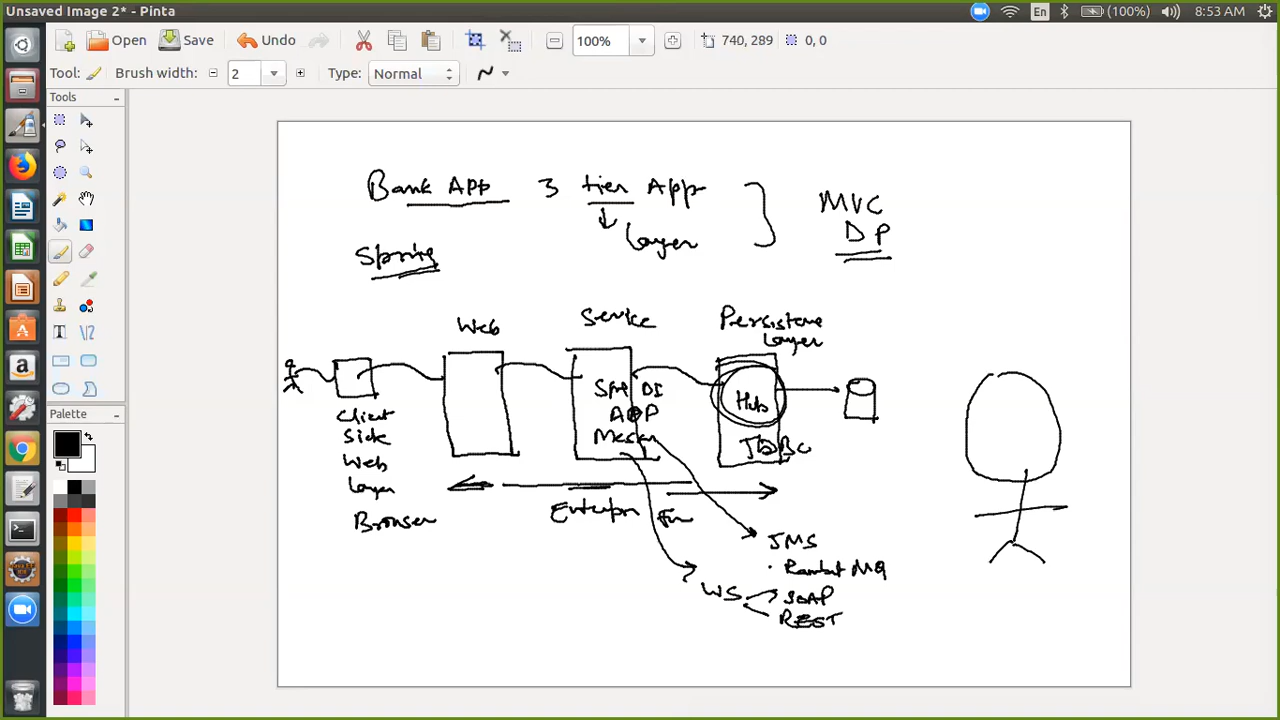 Unsaved Image 2* - Pinta
En
(100%)
8:53 AM
Open
Save
Undo
100%
740, 289
0, 0
Tool:
Brush width:
2
Type:
Normal
Tools
Palette
Bank App 3 tier App
layer
MVC
DP
Spring
Web
Service
Persistence
Layer
DI
Hib
JDBC
Client
Side
Web
layer
Browser
JMS
MQ
WS
SOAP
REST